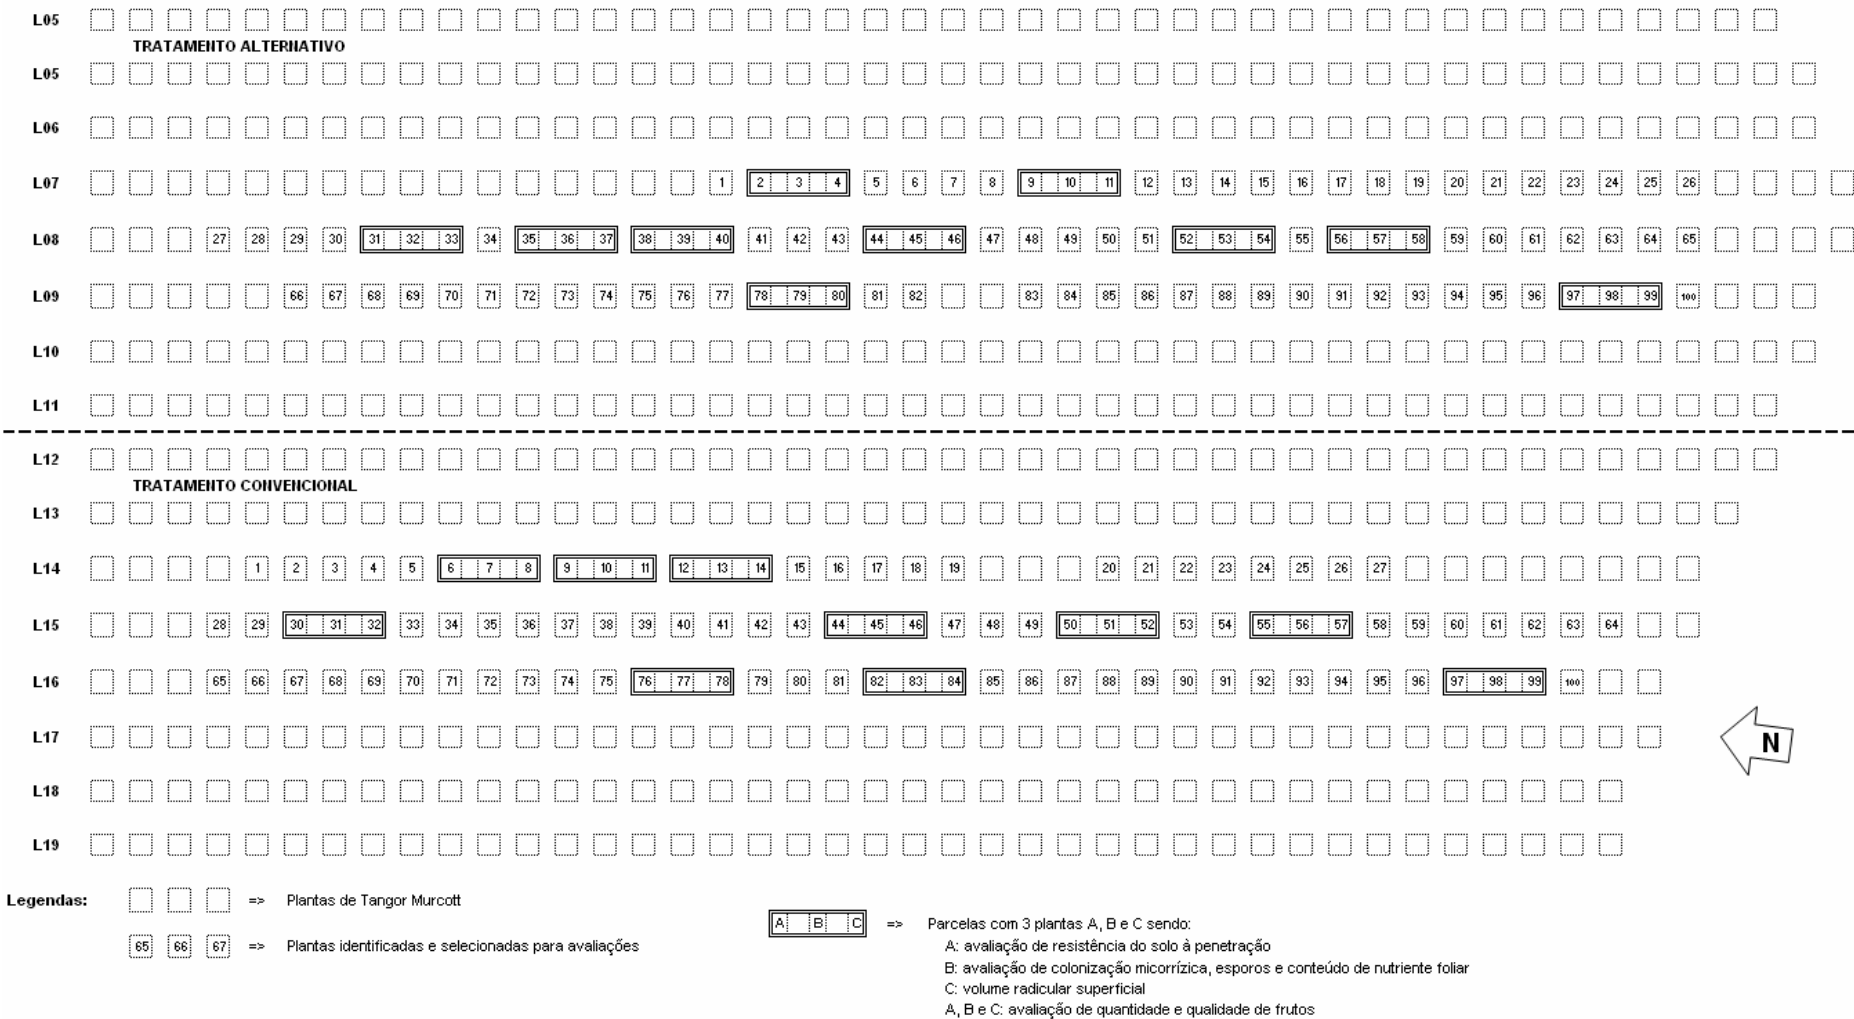 L05
TRATAMENTO ALTERNATIVO
L05
L06
L07 1 2 3 4 5 6 7 8 9 10 11 12 13 14 15 16 17 18 19 20 21 22 23 24 25 26
L08 27 28 29 30 31 32 33 34 35 36 37 38 39 40 41 42 43 44 45 46 47 48 49 50 51 52 53 54 55 56 57 58 59 60 61 62 63 64 65
L09 66 67 68 69 70 71 72 73 74 75 76 77 78 79 80 81 82 83 84 85 86 87 88 89 90 91 92 93 94 95 96 97 98 99 100
L10
L11
L12
TRATAMENTO CONVENCIONAL
L13
L14 1 2 3 4 5 6 7 8 9 10 11 12 13 14 15 16 17 18 19 20 21 22 23 24 25 26 27
L15 28 29 30 31 32 33 34 35 36 37 38 39 40 41 42 43 44 45 46 47 48 49 50 51 52 53 54 55 56 57 58 59 60 61 62 63 64
L16 65 66 67 68 69 70 71 72 73 74 75 76 77 78 79 80 81 82 83 84 85 86 87 88 89 90 91 92 93 94 95 96 97 98 99 100
L17
N
L18
L19
Legendas: => Plantas de Tangor Murcott
65 66 67 => Plantas identificadas e selecionadas para avaliações
A B C => Parcelas com 3 plantas A, B e C sendo:
A: avaliação de resistência do solo à penetração
B: avaliação de colonização micorrízica, esporos e conteúdo de nutriente foliar
C: volume radicular superficial
A, B e C: avaliação de quantidade e qualidade de frutos